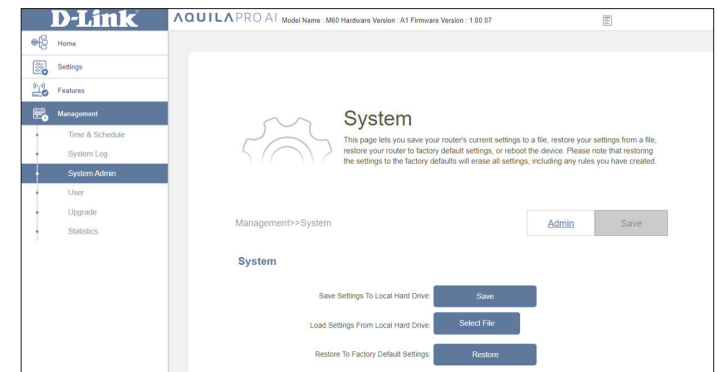 D-Link
AQUILAPRO AI Model Name : M60 Hardware Version : A1 Firmware Version : 1.00.07
Home
Settings
Features
Management
Time & Schedule
System Log
System Admin
User
Upgrade
Statistics
System
This page lets you save your router's current settings to a file, restore your settings from a file,
restore your router to factory default settings, or reboot the device. Please note that restoring
the settings to the factory defaults will erase all settings, including any rules you have created.
Management>>System
Admin
Save
System
Save Settings To Local Hard Drive: Save
Load Settings From Local Hard Drive: Select File
Restore To Factory Default Settings: Restore